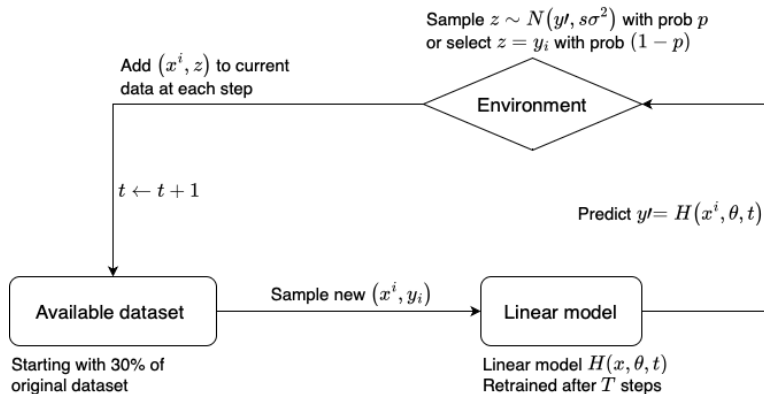 Sample z ∼ N(y′, sσ²) with prob p
or select z = yᵢ with prob (1 − p)
Add (xⁱ, z) to current
data at each step
Environment
t ← t + 1
Predict y′= H(xⁱ, θ, t)
Available dataset
Sample new (xⁱ, yᵢ)
Linear model
Starting with 30% of
original dataset
Linear model H(x, θ, t)
Retrained after T steps